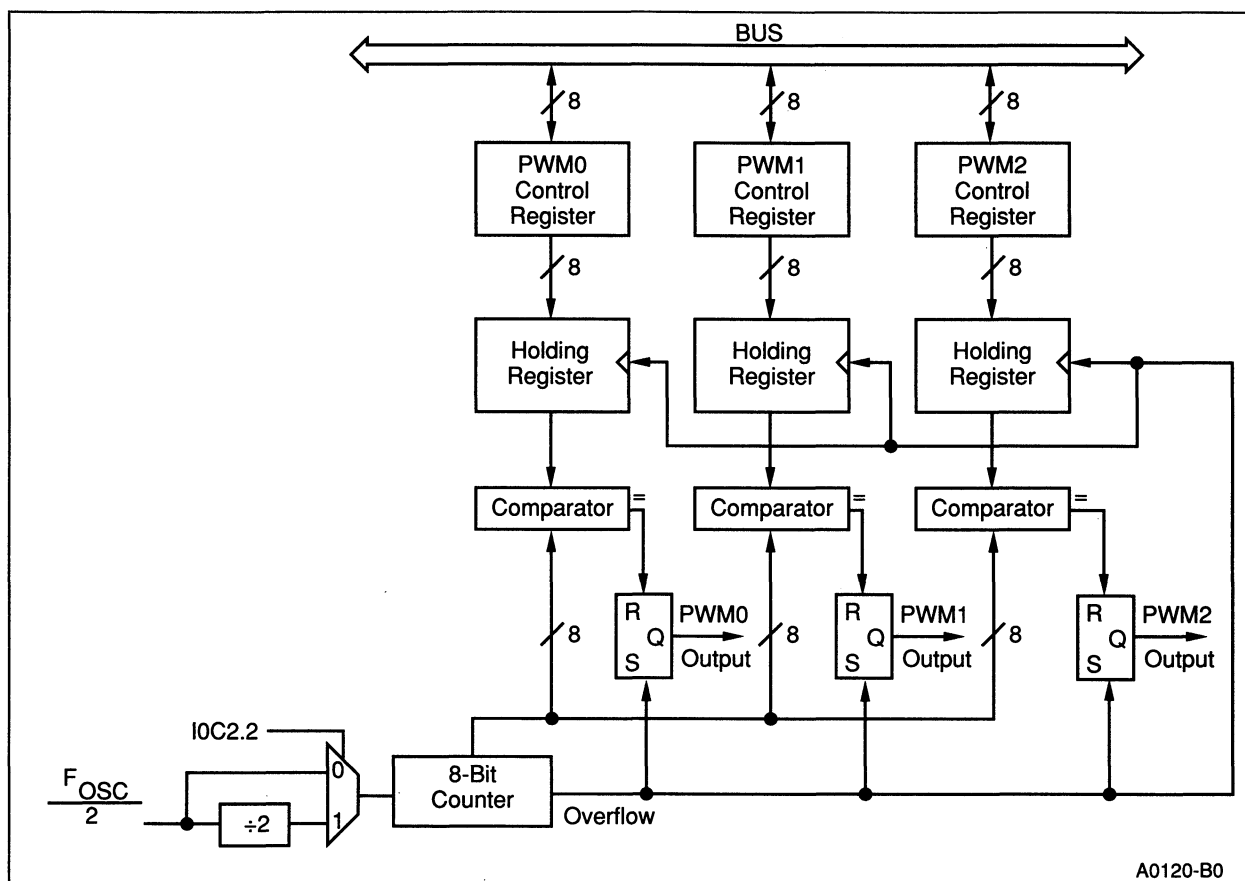 BUS
8
8
8
PWM0
Control
Register
PWM1
Control
Register
PWM2
Control
Register
8
8
8
Holding
Register
Holding
Register
Holding
Register
Comparator
=
Comparator
=
Comparator
=
8
R
S
Q
PWM0
Output
8
R
S
Q
PWM1
Output
8
R
S
Q
PWM2
Output
I0C2.2
FOSC
2
÷2
0
1
8-Bit
Counter
Overflow
A0120-B0